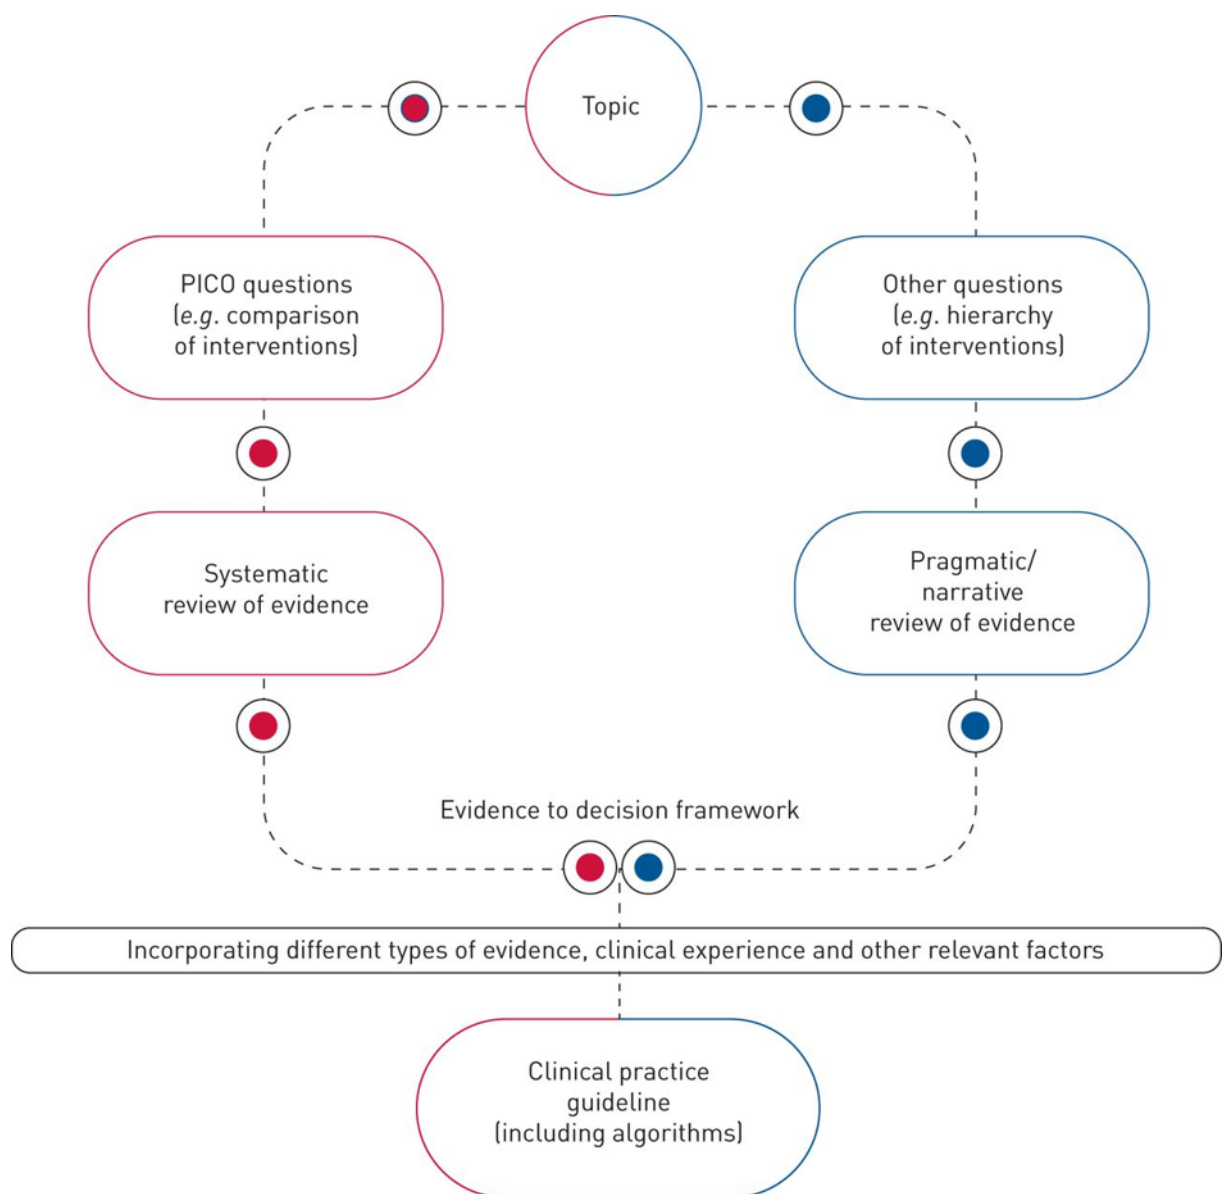 Topic
PICO questions
(e.g. comparison
of interventions)
Other questions
(e.g. hierarchy
of interventions)
Systematic
review of evidence
Pragmatic/
narrative
review of evidence
Evidence to decision framework
Incorporating different types of evidence, clinical experience and other relevant factors
Clinical practice
guideline
(including algorithms)